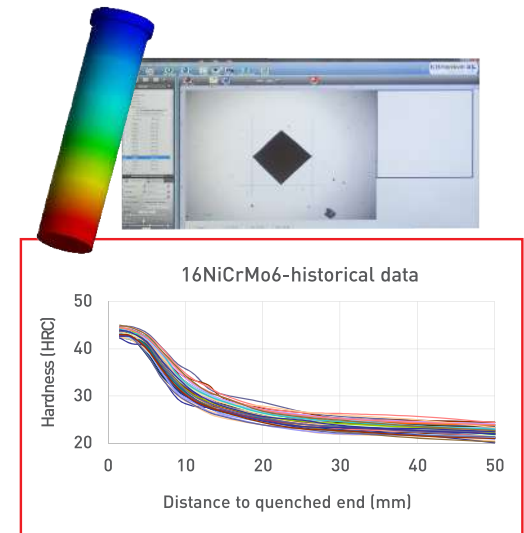 16NiCrMo6-historical data
50
40
30
20
Hardness (HRC)
0 10 20 30 40 50
Distance to quenched end (mm)